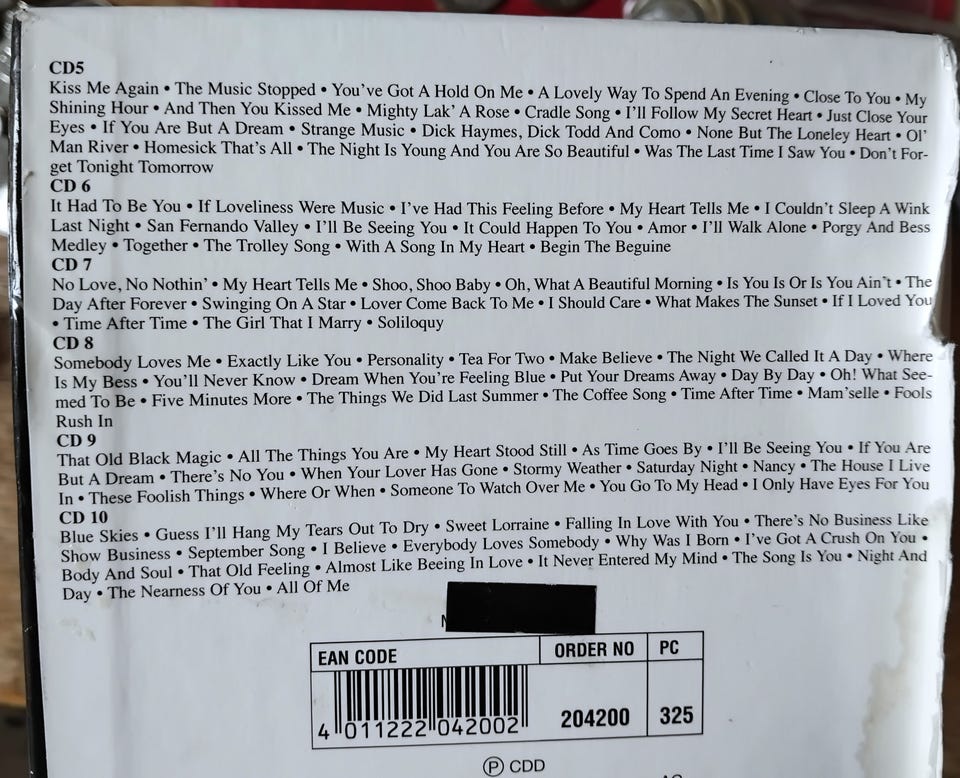 CD5
Kiss Me Again • The Music Stopped • You've Got A Hold On Me • A Lovely Way To Spend An Evening • Close To You • My
Shining Hour • And Then You Kissed Me • Mighty Lak' A Rose • Cradle Song • I'll Follow My Secret Heart • Just Close Your
Eyes • If You Are But A Dream • Strange Music • Dick Haymes, Dick Todd And Como • None But The Loneley Heart • Ol'
Man River • Homesick That's All • The Night Is Young And You Are So Beautiful • Was The Last Time I Saw You • Don't For-
get Tonight Tomorrow
CD 6
It Had To Be You • If Loveliness Were Music • I've Had This Feeling Before • My Heart Tells Me • I Couldn't Sleep A Wink
Last Night • San Fernando Valley • I'll Be Seeing You • It Could Happen To You • Amor • I'll Walk Alone • Porgy And Bess
Medley • Together • The Trolley Song • With A Song In My Heart • Begin The Beguine
CD 7
No Love, No Nothin' • My Heart Tells Me • Shoo, Shoo Baby • Oh, What A Beautiful Morning • Is You Is Or Is You Ain't • The
Day After Forever • Swinging On A Star • Lover Come Back To Me • I Should Care • What Makes The Sunset • If I Loved You
• Time After Time • The Girl That I Marry • Soliloquy
CD 8
Somebody Loves Me • Exactly Like You • Personality • Tea For Two • Make Believe • The Night We Called It A Day • Where
Is My Bess • You'll Never Know • Dream When You're Feeling Blue • Put Your Dreams Away • Day By Day • Oh! What See-
med To Be • Five Minutes More • The Things We Did Last Summer • The Coffee Song • Time After Time • Mam'selle • Fools
Rush In
CD 9
That Old Black Magic • All The Things You Are • My Heart Stood Still • As Time Goes By • I'll Be Seeing You • If You Are
But A Dream • There's No You • When Your Lover Has Gone • Stormy Weather • Saturday Night • Nancy • The House I Live
In • These Foolish Things • Where Or When • Someone To Watch Over Me • You Go To My Head • I Only Have Eyes For You
CD 10
Blue Skies • Guess I'll Hang My Tears Out To Dry • Sweet Lorraine • Falling In Love With You • There's No Business Like
Show Business • September Song • I Believe • Everybody Loves Somebody • Why Was I Born • I've Got A Crush On You •
Body And Soul • That Old Feeling • Almost Like Beeing In Love • It Never Entered My Mind • The Song Is You • Night And
Day • The Nearness Of You • All Of Me
EAN CODE ORDER NO PC
4 011222 042002 204200 325
Ⓟ CDD